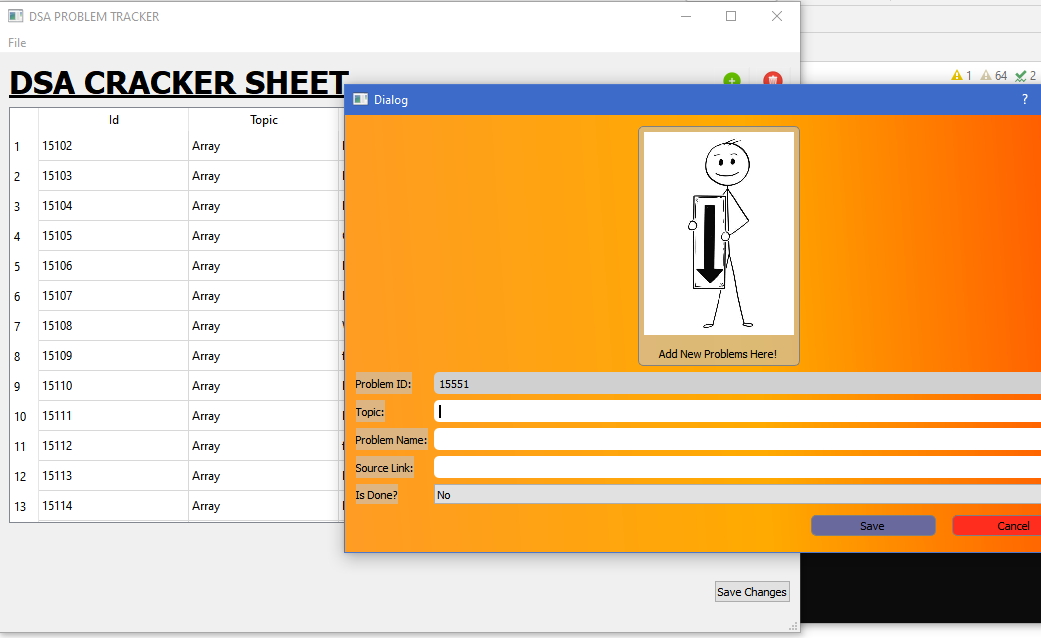 DSA PROBLEM TRACKER
File
DSA CRACKER SHEET
1 64 2
Dialog ?
Id Topic
1 15102 Array
2 15103 Array
3 15104 Array
4 15105 Array
5 15106 Array
6 15107 Array
7 15108 Array
8 15109 Array
9 15110 Array
10 15111 Array
11 15112 Array
12 15113 Array
13 15114 Array
Add New Problems Here!
Problem ID: 15551
Topic:
Problem Name:
Source Link:
Is Done? No
Save Cancel
Save Changes